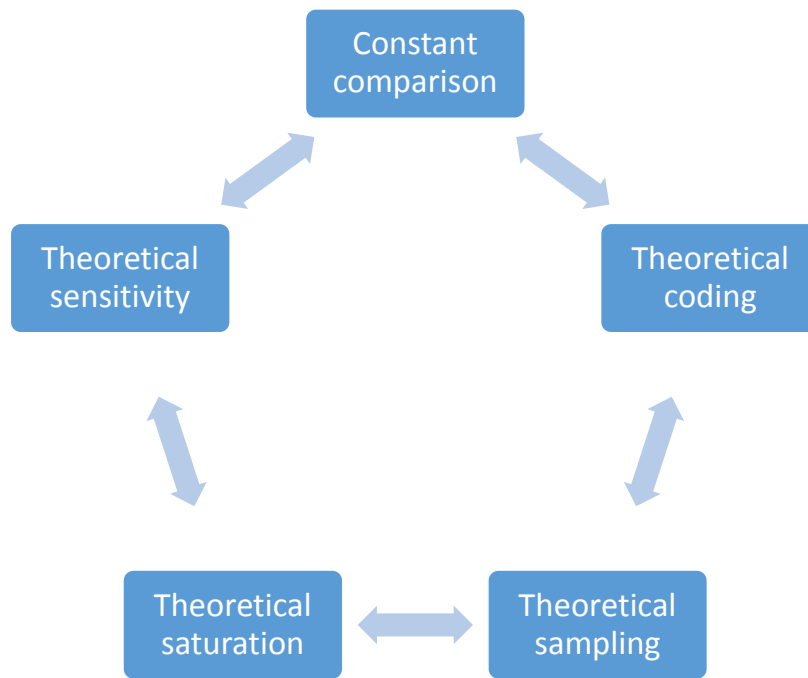 Constant
comparison
Theoretical
sensitivity
Theoretical
coding
Theoretical
saturation
Theoretical
sampling